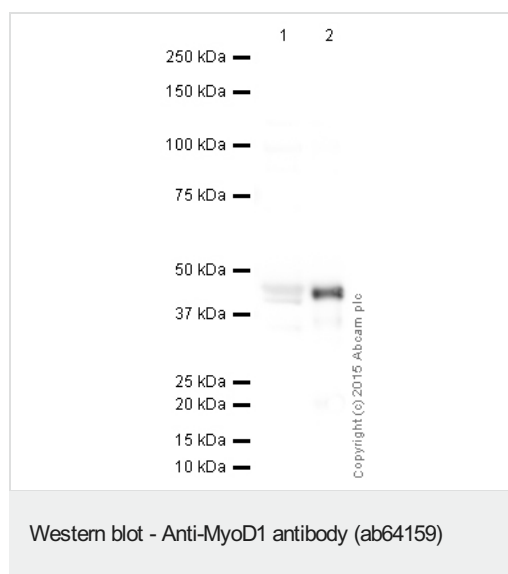 1 2
250 kDa
150 kDa
100 kDa
75 kDa
50 kDa
37 kDa
25 kDa
20 kDa
15 kDa
10 kDa
Copyright (c) 2015 Abcam plc
Western blot - Anti-MyoD1 antibody (ab64159)